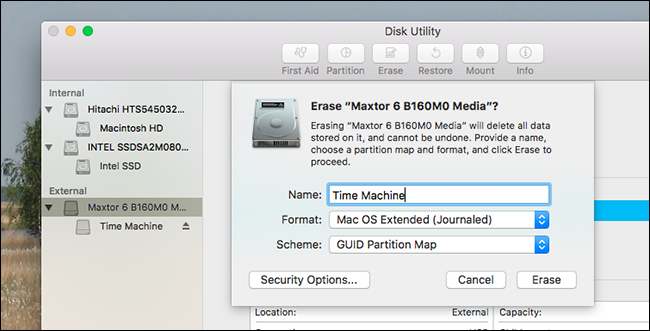 Disk Utility
First Aid Partition Erase Restore Mount Info
Internal
Hitachi HTS545032...
Macintosh HD
INTEL SSDSA2M080...
Intel SSD
External
Maxtor 6 B160M0 M...
Time Machine
Erase “Maxtor 6 B160M0 Media”?
Erasing “Maxtor 6 B160M0 Media” will delete all data
stored on it, and cannot be undone. Provide a name,
choose a partition map and format, and click Erase to
proceed.
Name: Time Machine
Format: Mac OS Extended (Journaled)
Scheme: GUID Partition Map
Security Options... Cancel Erase
Location: External Capacity: